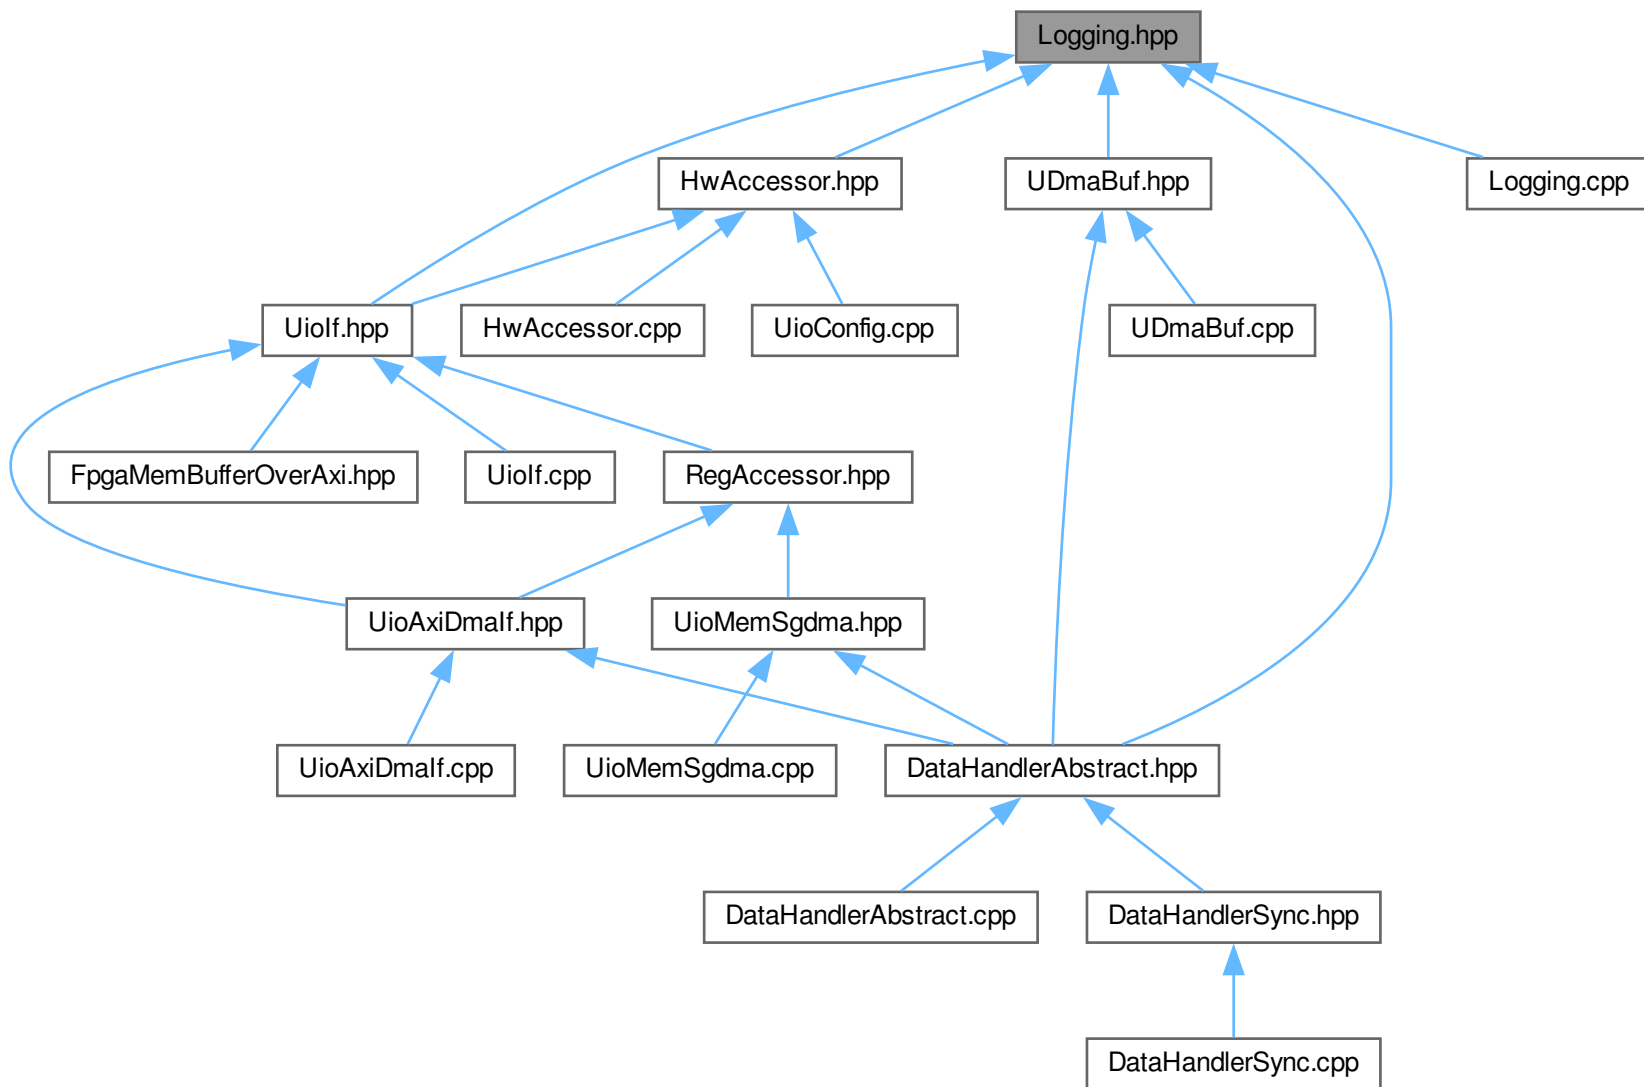 Logging.hpp
HwAccessor.hpp
UDmaBuf.hpp
Logging.cpp
UioIf.hpp
HwAccessor.cpp
UioConfig.cpp
UDmaBuf.cpp
FpgaMemBufferOverAxi.hpp
UioIf.cpp
RegAccessor.hpp
UioAxiDmaIf.hpp
UioMemSgdma.hpp
UioAxiDmaIf.cpp
UioMemSgdma.cpp
DataHandlerAbstract.hpp
DataHandlerAbstract.cpp
DataHandlerSync.hpp
DataHandlerSync.cpp